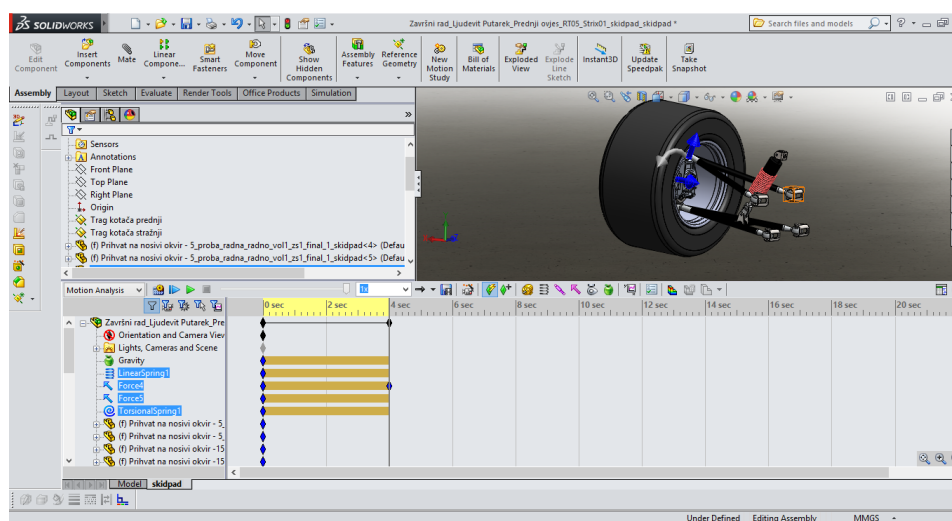 SOLIDWORKS
Završni rad_Ljudevit Putarek_Prednji ovjes_RT05_Strix01_skidpad_skidpad *
Search files and models
Edit Component
Insert Components
Mate
Linear Compone...
Smart Fasteners
Move Component
Show Hidden Components
Assembly Features
Reference Geometry
New Motion Study
Bill of Materials
Exploded View
Explode Line Sketch
Instant3D
Update Speedpak
Take Snapshot
Assembly Layout Sketch Evaluate Render Tools Office Products Simulation
Sensors
Annotations
Front Plane
Top Plane
Right Plane
Origin
Trag kotača prednji
Trag kotača stražnji
(f) Prihvat na nosivi okvir - 5_proba_radna_radno_vol1_zs1_final_1_skidpad<4> (Defau
(f) Prihvat na nosivi okvir - 5_proba_radna_radno_vol1_zs1_final_1_skidpad<5> (Defau
Motion Analysis
1x
0 sec 2 sec 4 sec 6 sec 8 sec 10 sec 12 sec 14 sec 16 sec 18 sec 20 sec
Završni rad_Ljudevit Putarek_Pre
Orientation and Camera View
Lights, Cameras and Scene
Gravity
LinearSpring1
Force4
Force5
TorsionalSpring1
(f) Prihvat na nosivi okvir - 5_
(f) Prihvat na nosivi okvir - 5_
(f) Prihvat na nosivi okvir -15
(f) Prihvat na nosivi okvir -15
Model skidpad
Under Defined Editing Assembly MMGS